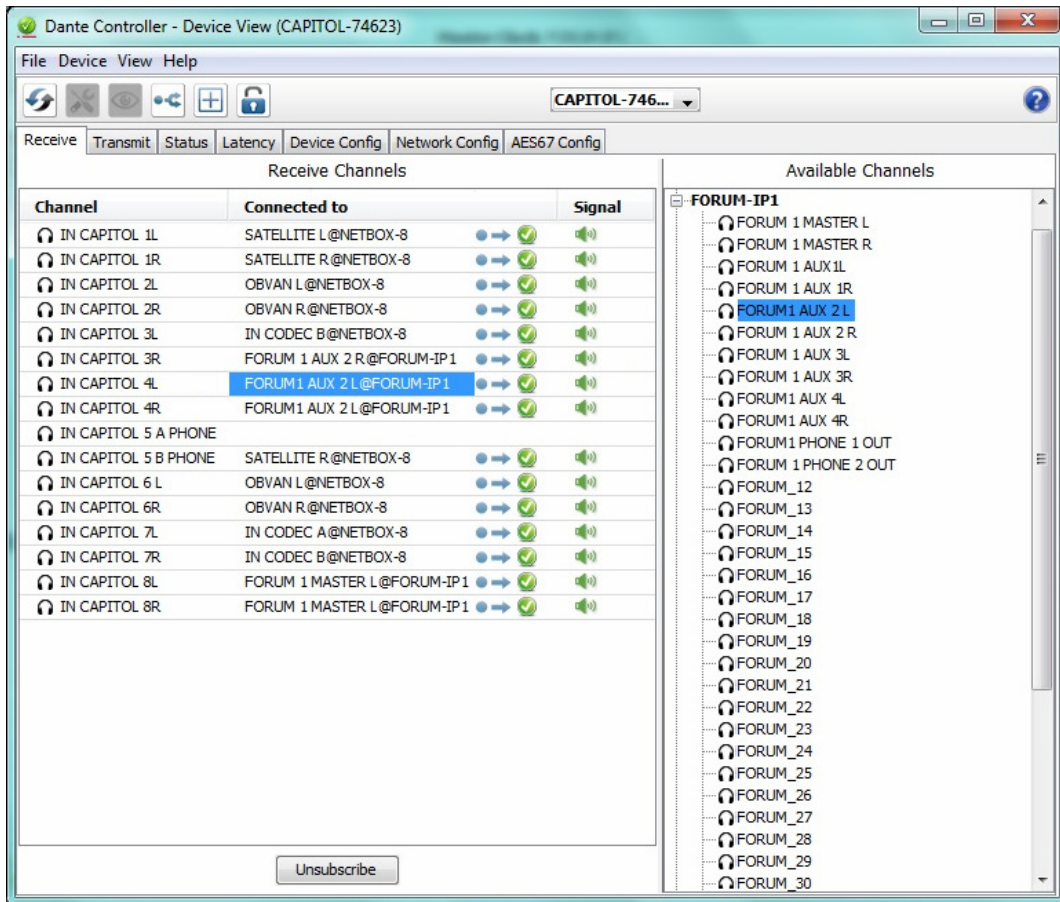 Dante Controller - Device View (CAPITOL-74623)
File Device View Help
CAPITOL-746...
Receive Transmit Status Latency Device Config Network Config AES67 Config
Receive Channels
Channel Connected to Signal
IN CAPITOL 1L SATELLITE L@NETBOX-8
IN CAPITOL 1R SATELLITE R@NETBOX-8
IN CAPITOL 2L OBVAN L@NETBOX-8
IN CAPITOL 2R OBVAN R@NETBOX-8
IN CAPITOL 3L IN CODEC B@NETBOX-8
IN CAPITOL 3R FORUM 1 AUX 2 R@FORUM-IP1
IN CAPITOL 4L FORUM1 AUX 2 L@FORUM-IP1
IN CAPITOL 4R FORUM1 AUX 2 L@FORUM-IP1
IN CAPITOL 5 A PHONE
IN CAPITOL 5 B PHONE SATELLITE R@NETBOX-8
IN CAPITOL 6 L OBVAN L@NETBOX-8
IN CAPITOL 6R OBVAN R@NETBOX-8
IN CAPITOL 7L IN CODEC A@NETBOX-8
IN CAPITOL 7R IN CODEC B@NETBOX-8
IN CAPITOL 8L FORUM 1 MASTER L@FORUM-IP1
IN CAPITOL 8R FORUM 1 MASTER L@FORUM-IP1
Unsubscribe
Available Channels
FORUM-IP1
FORUM 1 MASTER L
FORUM 1 MASTER R
FORUM 1 AUX 1L
FORUM 1 AUX 1R
FORUM1 AUX 2 L
FORUM 1 AUX 2 R
FORUM 1 AUX 3L
FORUM 1 AUX 3R
FORUM1 AUX 4L
FORUM1 AUX 4R
FORUM1 PHONE 1 OUT
FORUM 1 PHONE 2 OUT
FORUM_12
FORUM_13
FORUM_14
FORUM_15
FORUM_16
FORUM_17
FORUM_18
FORUM_19
FORUM_20
FORUM_21
FORUM_22
FORUM_23
FORUM_24
FORUM_25
FORUM_26
FORUM_27
FORUM_28
FORUM_29
FORUM_30